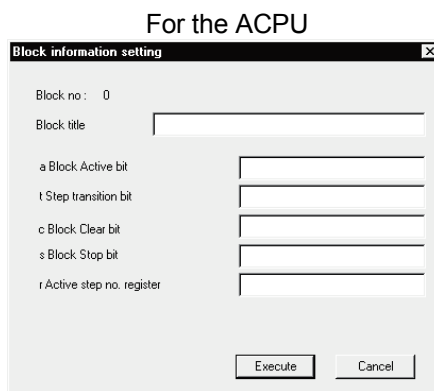 For the ACPU
Block information setting
Block no : 0
Block title
a Block Active bit
t Step transition bit
c Block Clear bit
s Block Stop bit
r Active step no. register
Execute Cancel